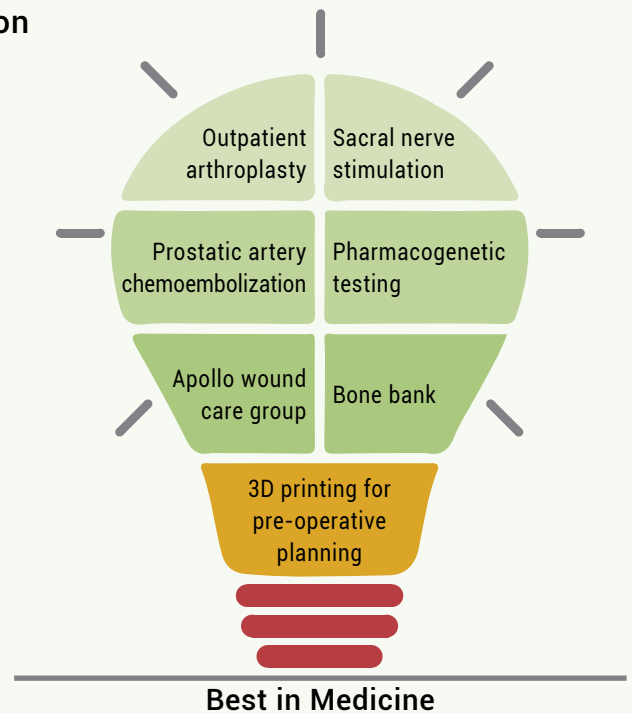 on
Outpatient
arthroplasty
Sacral nerve
stimulation
Prostatic artery
chemoembolization
Pharmacogenetic
testing
Apollo wound
care group
Bone bank
3D printing for
pre-operative
planning
Best in Medicine